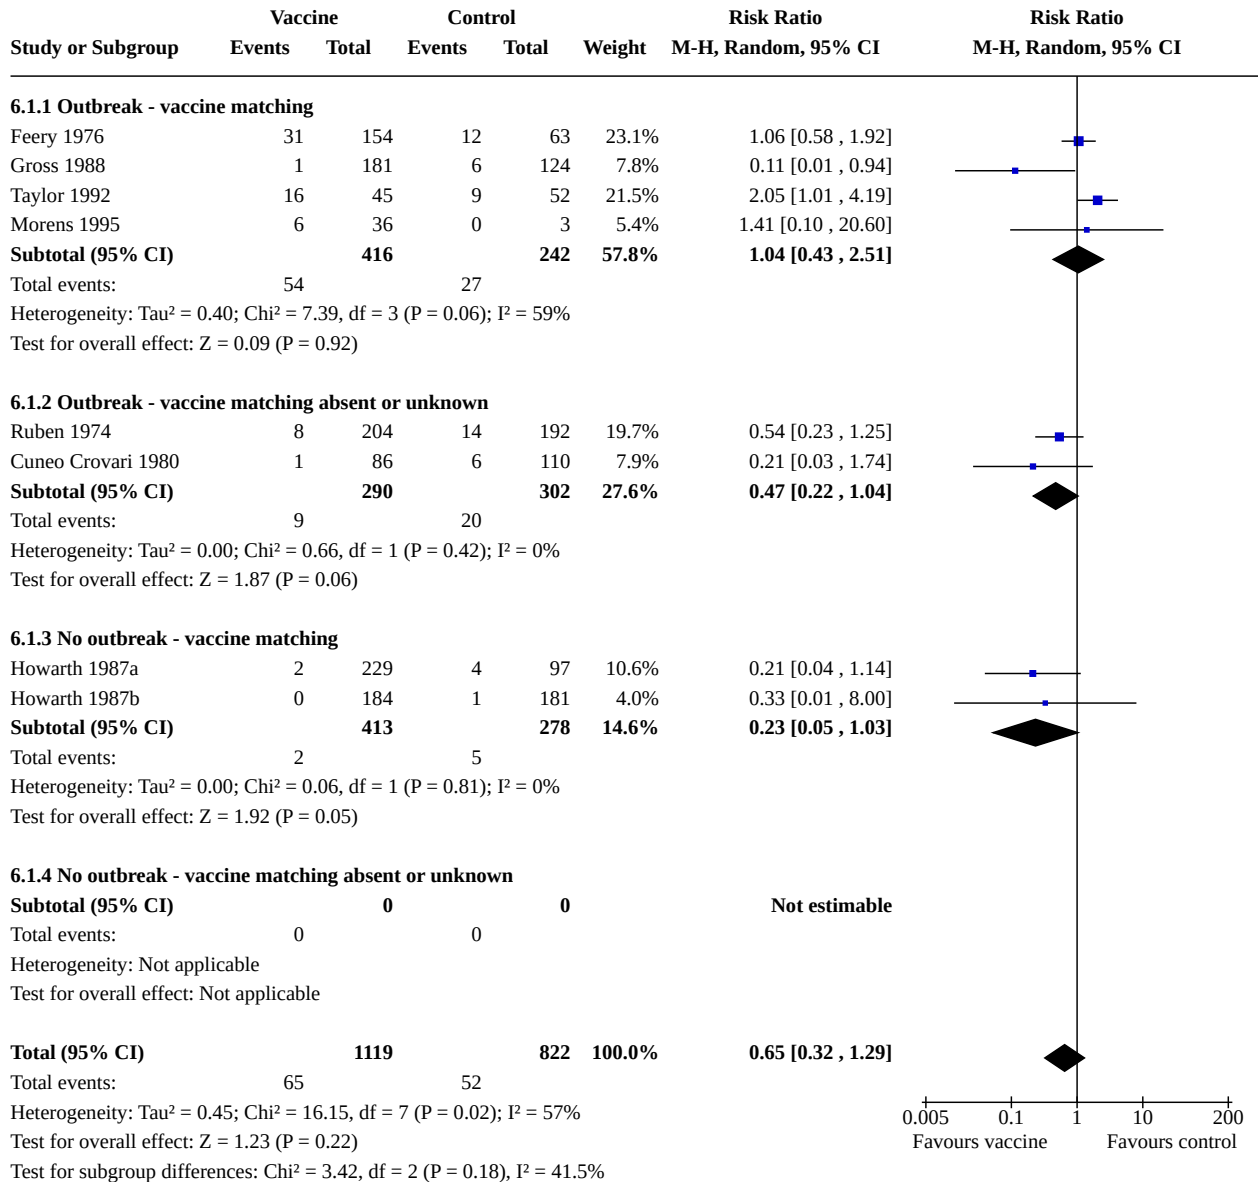 Vaccine Control Risk Ratio Risk Ratio
Study or Subgroup Events Total Events Total Weight M-H, Random, 95% CI M-H, Random, 95% CI
6.1.1 Outbreak - vaccine matching
Feery 1976 31 154 12 63 23.1% 1.06 [0.58 , 1.92]
Gross 1988 1 181 6 124 7.8% 0.11 [0.01 , 0.94]
Taylor 1992 16 45 9 52 21.5% 2.05 [1.01 , 4.19]
Morens 1995 6 36 0 3 5.4% 1.41 [0.10 , 20.60]
Subtotal (95% CI) 416 242 57.8% 1.04 [0.43 , 2.51]
Total events: 54 27
Heterogeneity: Tau² = 0.40; Chi² = 7.39, df = 3 (P = 0.06); I² = 59%
Test for overall effect: Z = 0.09 (P = 0.92)
6.1.2 Outbreak - vaccine matching absent or unknown
Ruben 1974 8 204 14 192 19.7% 0.54 [0.23 , 1.25]
Cuneo Crovari 1980 1 86 6 110 7.9% 0.21 [0.03 , 1.74]
Subtotal (95% CI) 290 302 27.6% 0.47 [0.22 , 1.04]
Total events: 9 20
Heterogeneity: Tau² = 0.00; Chi² = 0.66, df = 1 (P = 0.42); I² = 0%
Test for overall effect: Z = 1.87 (P = 0.06)
6.1.3 No outbreak - vaccine matching
Howarth 1987a 2 229 4 97 10.6% 0.21 [0.04 , 1.14]
Howarth 1987b 0 184 1 181 4.0% 0.33 [0.01 , 8.00]
Subtotal (95% CI) 413 278 14.6% 0.23 [0.05 , 1.03]
Total events: 2 5
Heterogeneity: Tau² = 0.00; Chi² = 0.06, df = 1 (P = 0.81); I² = 0%
Test for overall effect: Z = 1.92 (P = 0.05)
6.1.4 No outbreak - vaccine matching absent or unknown
Subtotal (95% CI) 0 0 Not estimable
Total events: 0 0
Heterogeneity: Not applicable
Test for overall effect: Not applicable
Total (95% CI) 1119 822 100.0% 0.65 [0.32 , 1.29]
Total events: 65 52
Heterogeneity: Tau² = 0.45; Chi² = 16.15, df = 7 (P = 0.02); I² = 57%
0.005 0.1 1 10 200
Test for overall effect: Z = 1.23 (P = 0.22) Favours vaccine Favours control
Test for subgroup differences: Chi² = 3.42, df = 2 (P = 0.18), I² = 41.5%